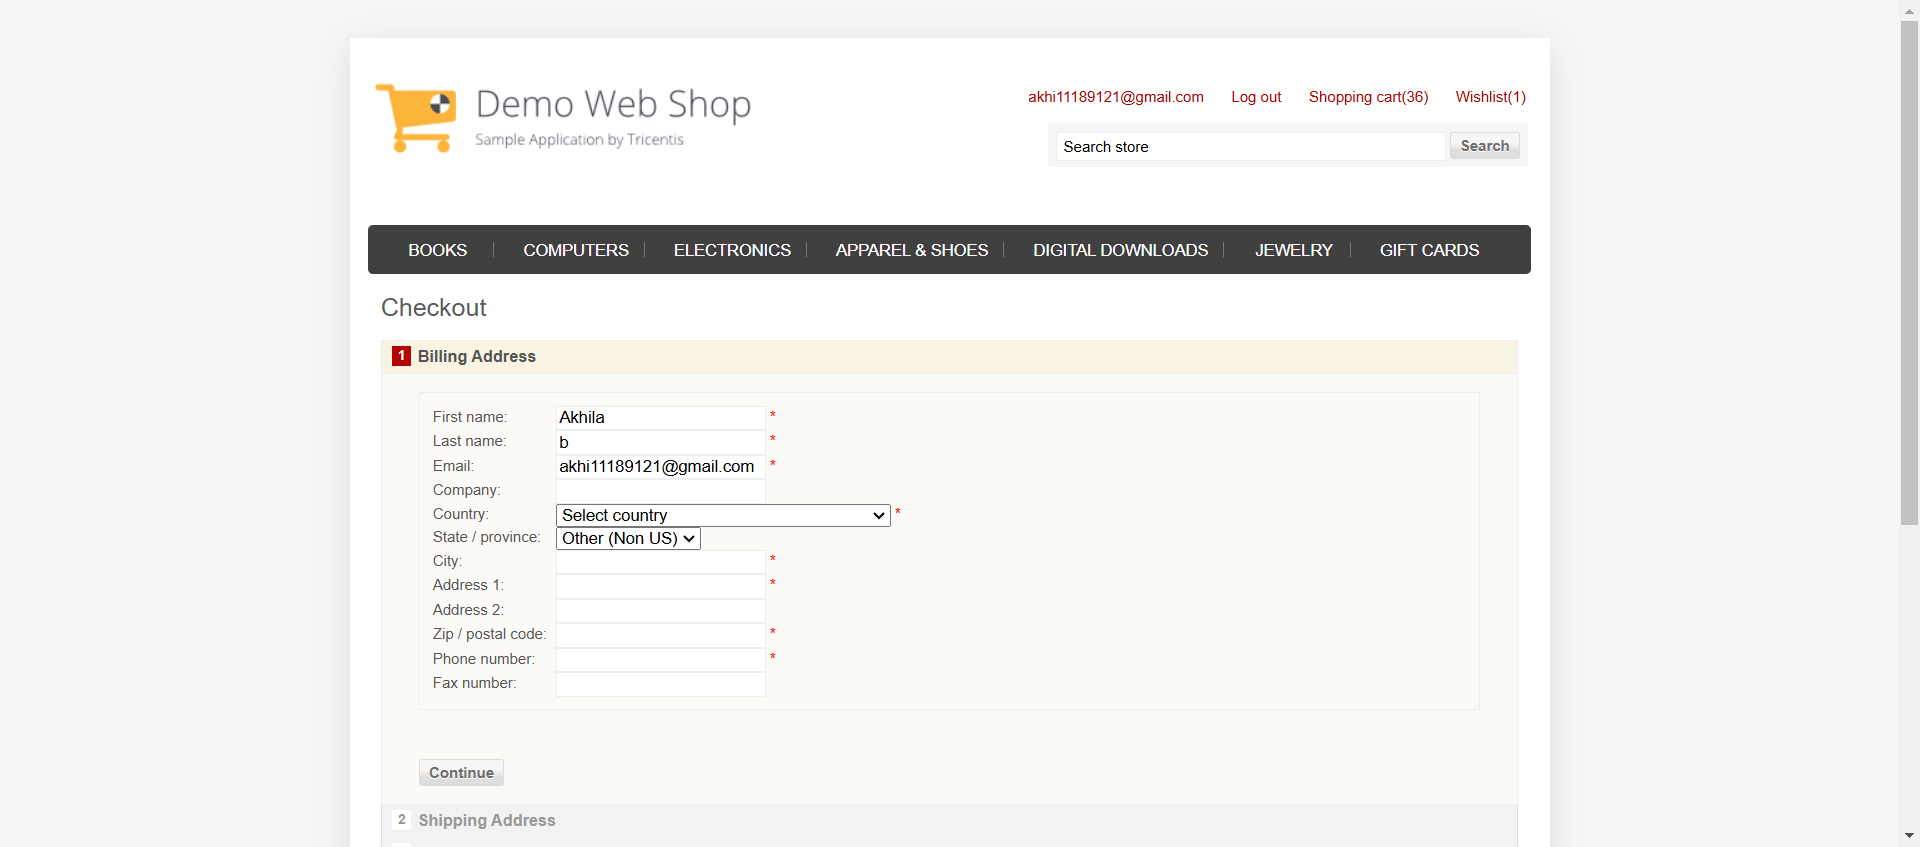 Demo Web Shop
Sample Application by Tricentis
akhi11189121@gmail.com Log out Shopping cart(36) Wishlist(1)
Search store Search
BOOKS COMPUTERS ELECTRONICS APPAREL & SHOES DIGITAL DOWNLOADS JEWELRY GIFT CARDS
Checkout
1 Billing Address
First name: Akhila *
Last name: b *
Email: akhi11189121@gmail.com *
Company:
Country: Select country *
State / province: Other (Non US)
City: *
Address 1: *
Address 2:
Zip / postal code: *
Phone number: *
Fax number:
Continue
2 Shipping Address